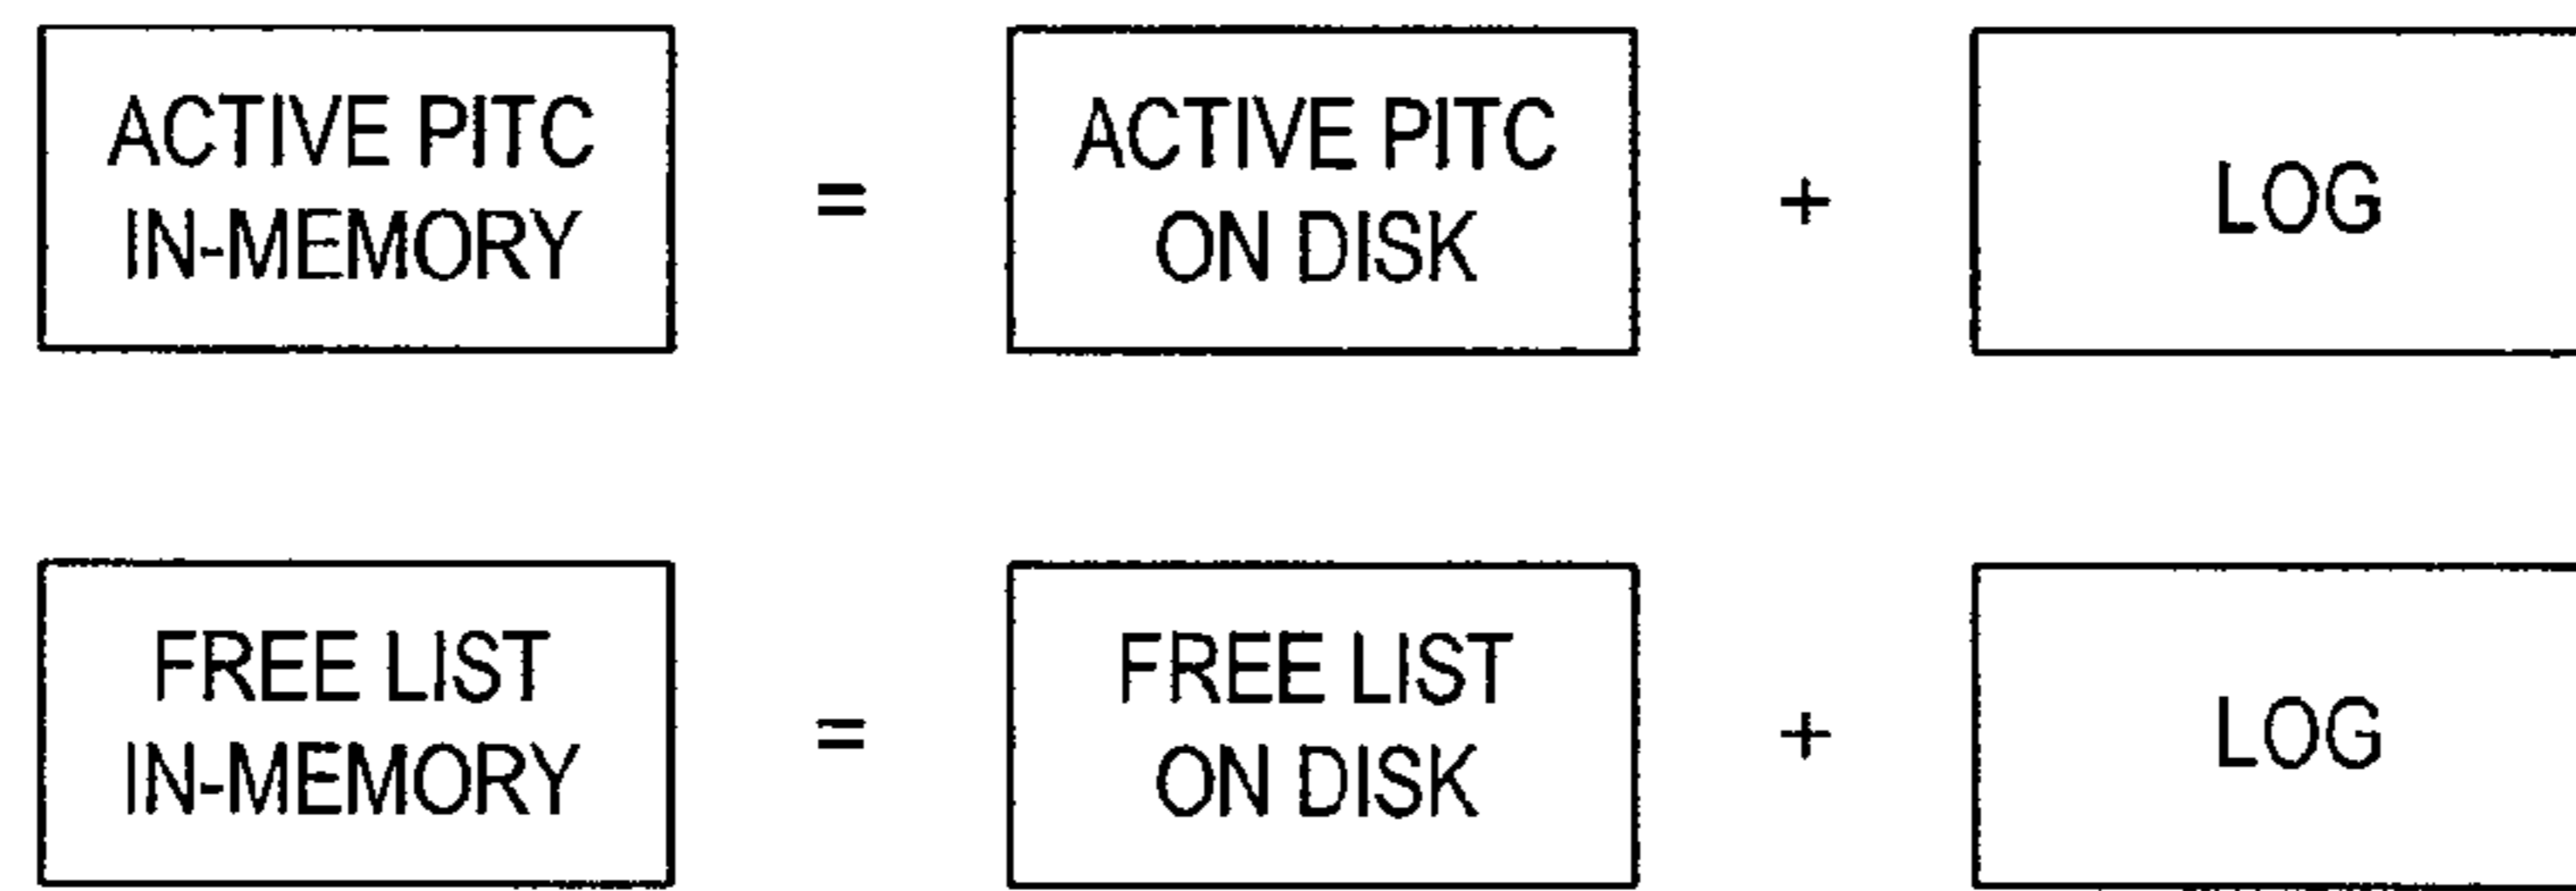 ACTIVE PITC
IN-MEMORY
=
ACTIVE PITC
ON DISK
+
LOG
FREE LIST
IN-MEMORY
=
FREE LIST
ON DISK
+
LOG